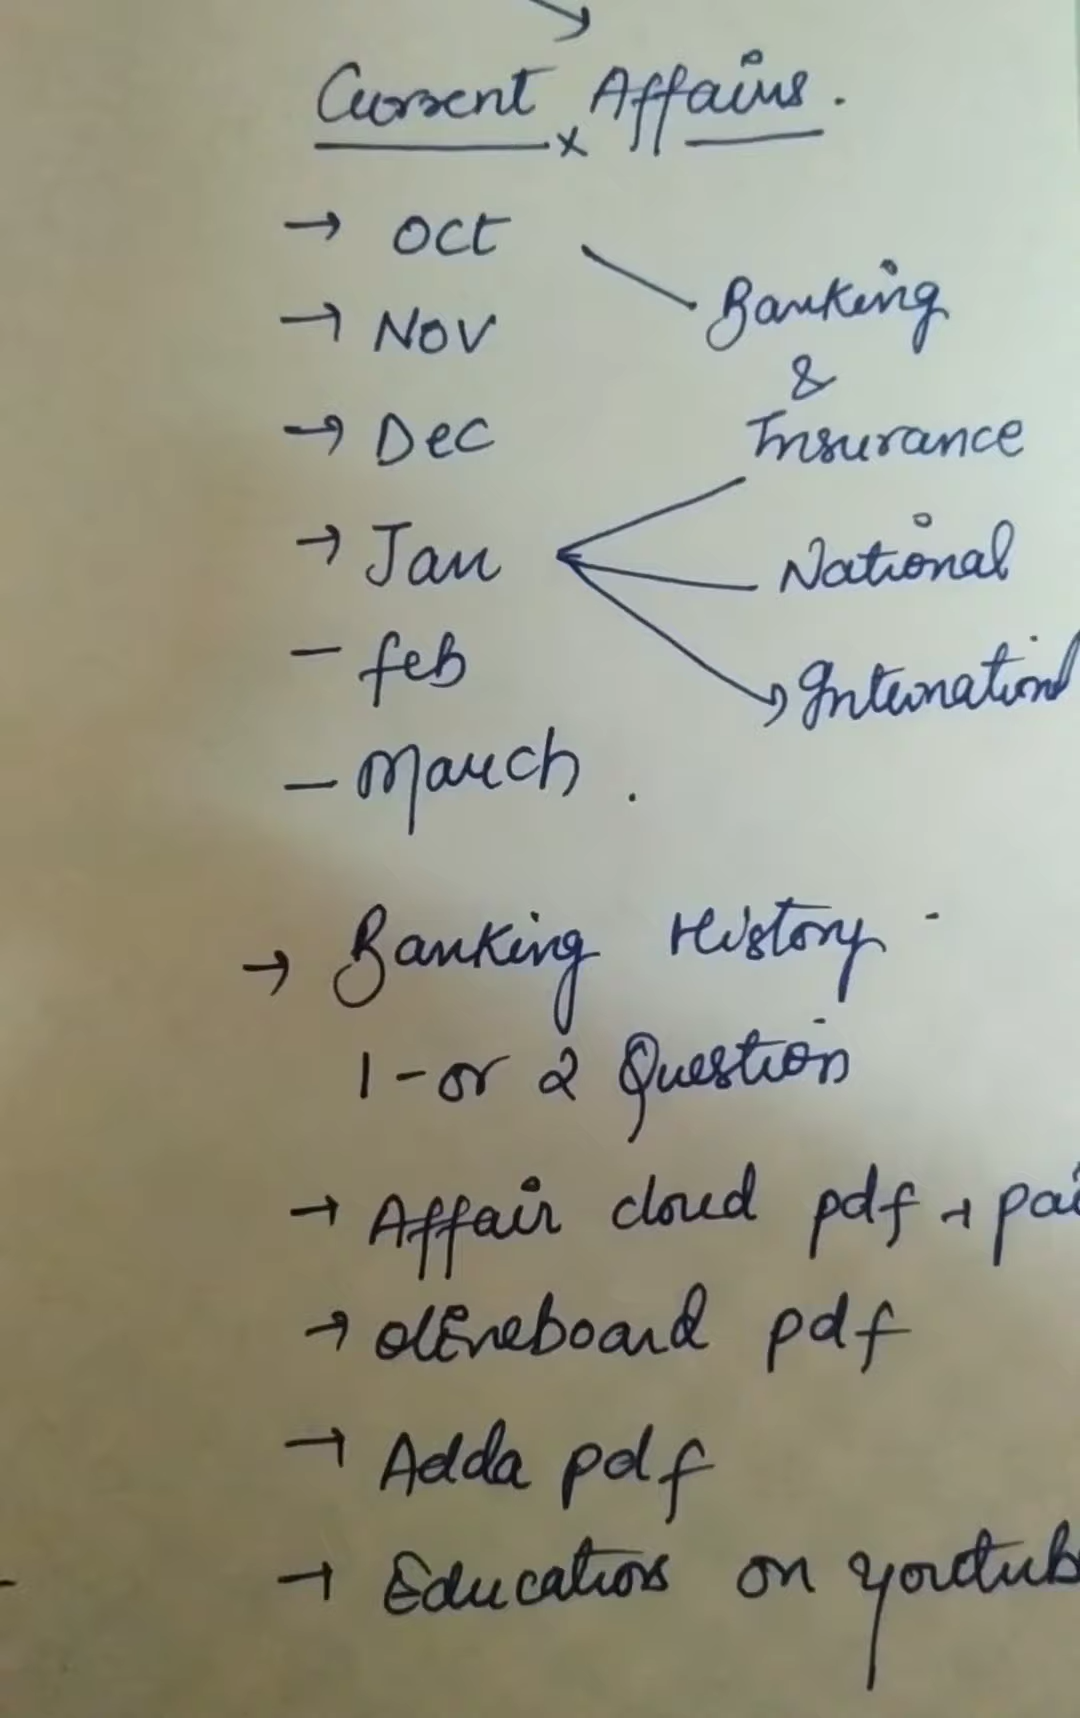 Current Affairs.
→ Oct
Banking
→ Nov
&
→ Dec
Insurance
→ Jan
National
- feb
- March.
→ Banking History
1-or 2 Question
→ Affair cloud pdf +
→ oliveboard pdf
→ Adda pdf
→ Educators on